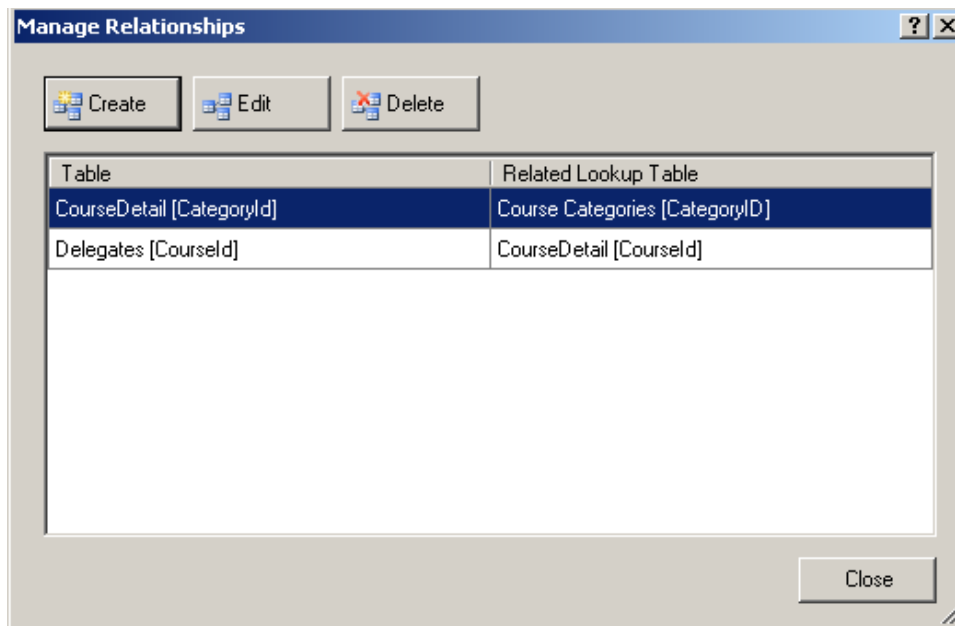 Manage Relationships
Create Edit Delete
Table Related Lookup Table
CourseDetail [CategoryId] Course Categories [CategoryID]
Delegates [CourseId] CourseDetail [CourseId]
Close